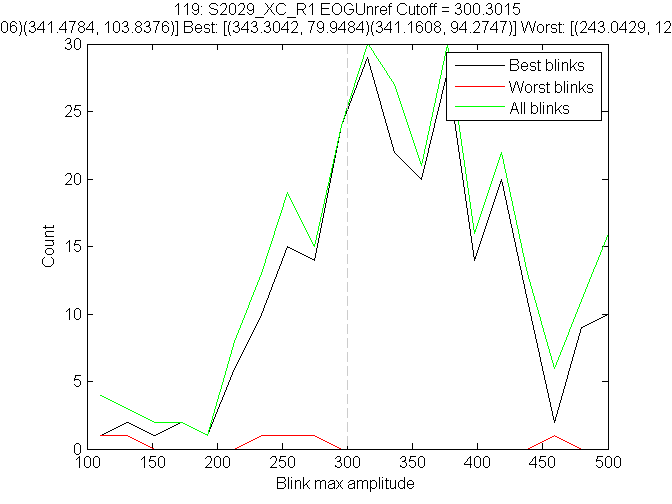 119: S2029_XC_R1 EOGUnref Cutoff = 300.3015
06)(341.4784, 103.8376)] Best: [(343.3042, 79.9484)(341.1608, 94.2747)] Worst: [(243.0429, 12
30
25
20
15
10
5
0
Count
Best blinks
Worst blinks
All blinks
100 150 200 250 300 350 400 450 500
Blink max amplitude